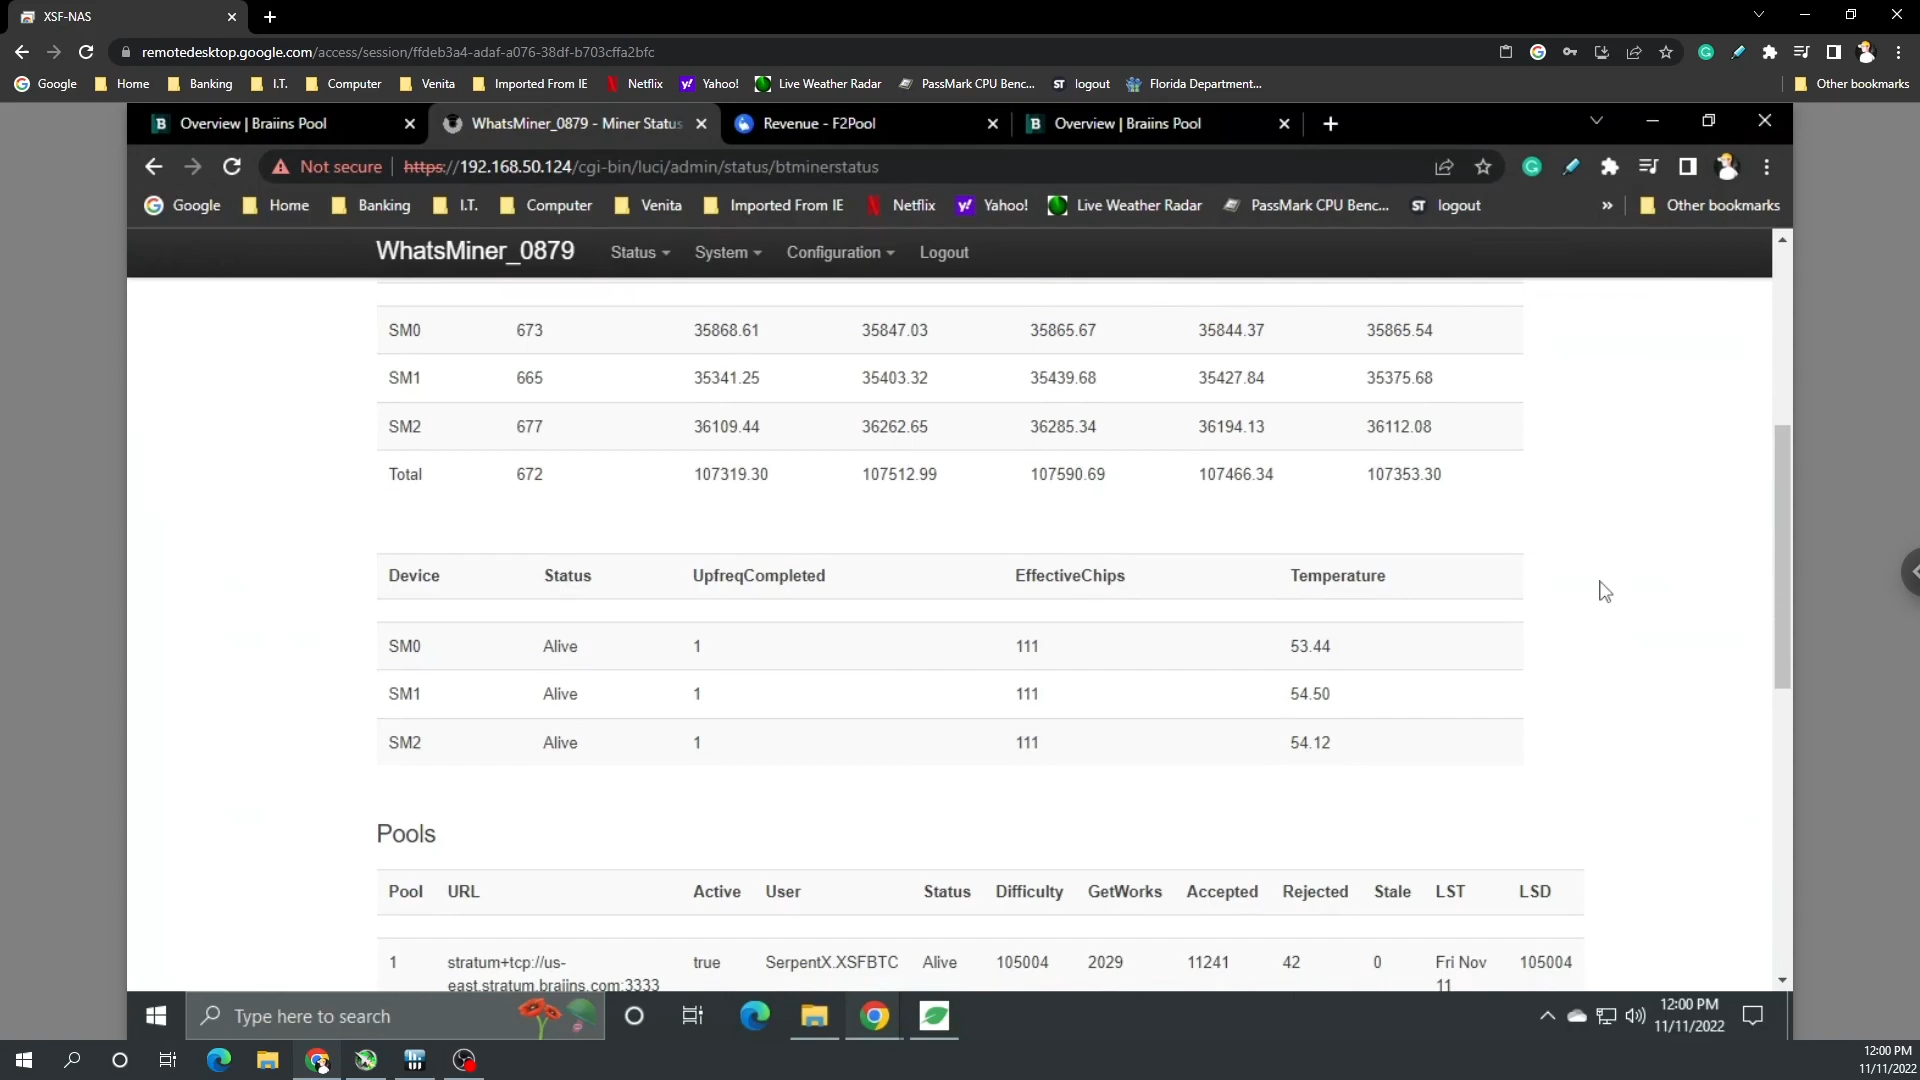 XSF-NAS
remotedesktop.google.com/access/session/ffdeb3a4-adaf-a076-38df-b703cffa2bfc
Google Home Banking I.T. Computer Venita Imported From IE Netflix Yahoo! Live Weather Radar PassMark CPU Benc... ST logout Florida Department... Other bookmarks
B Overview | Braiins Pool WhatsMiner_0879 - Miner Status Revenue - F2Pool B Overview | Braiins Pool
Not secure https://192.168.50.124/cgi-bin/luci/admin/status/btminerstatus
Google Home Banking I.T. Computer Venita Imported From IE Netflix Yahoo! Live Weather Radar PassMark CPU Benc... ST logout » Other bookmarks
WhatsMiner_0879 Status System Configuration Logout
SM0 673 35868.61 35847.03 35865.67 35844.37 35865.54
SM1 665 35341.25 35403.32 35439.68 35427.84 35375.68
SM2 677 36109.44 36262.65 36285.34 36194.13 36112.08
Total 672 107319.30 107512.99 107590.69 107466.34 107353.30
Device Status UpfreqCompleted EffectiveChips Temperature
SM0 Alive 1 111 53.44
SM1 Alive 1 111 54.50
SM2 Alive 1 111 54.12
Pools
Pool URL Active User Status Difficulty GetWorks Accepted Rejected Stale LST LSD
1 stratum+tcp://us- true SerpentX.XSFBTC Alive 105004 2029 11241 42 0 Fri Nov 105004
east.stratum.braiins.com:3333 11
Type here to search
12:00 PM
11/11/2022
12:00 PM
11/11/2022